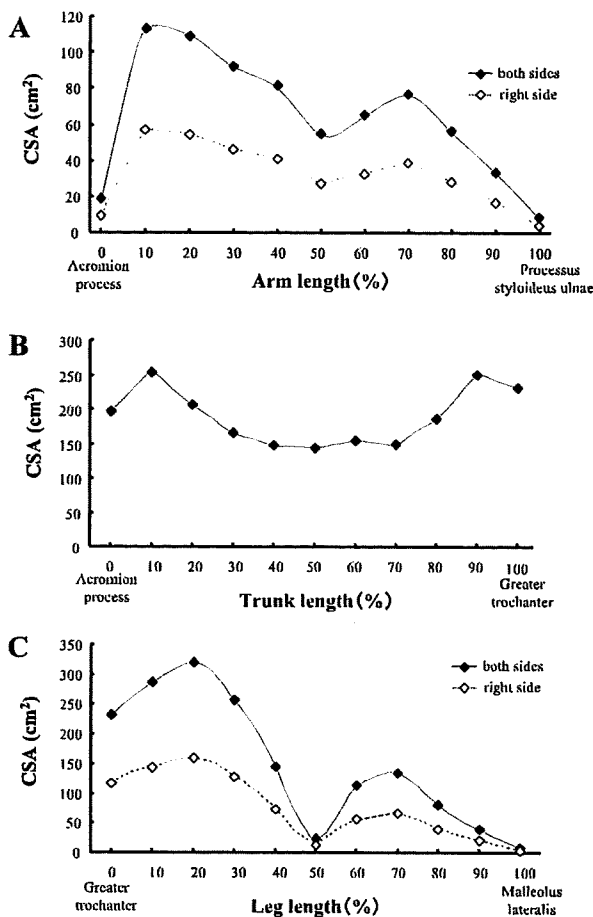 A
CSA (cm²)
120
100
80
60
40
20
0
both sides
right side
0 10 20 30 40 50 60 70 80 90 100
Acromion
process
Arm length (%)
Processus
styloideus ulnae
B
CSA (cm²)
300
250
200
150
100
50
0
0 10 20 30 40 50 60 70 80 90 100
Acromion
process
Trunk length (%)
Greater
trochanter
C
CSA (cm²)
350
300
250
200
150
100
50
0
both sides
right side
0 10 20 30 40 50 60 70 80 90 100
Greater
trochanter
Leg length (%)
Malleolus
lateralis